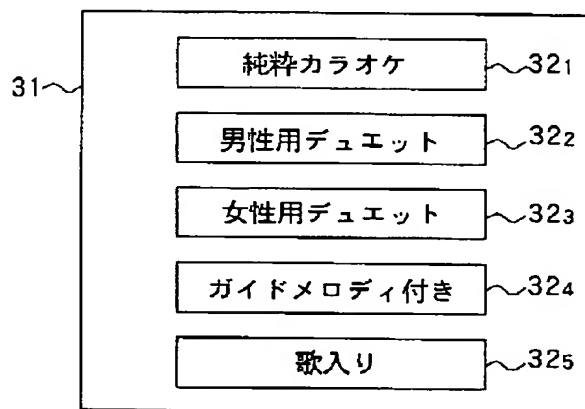 純粋カラオケ 32₁
31
男性用デュエット 32₂
女性用デュエット 32₃
ガイドメロディ付き 32₄
歌入り 32₅